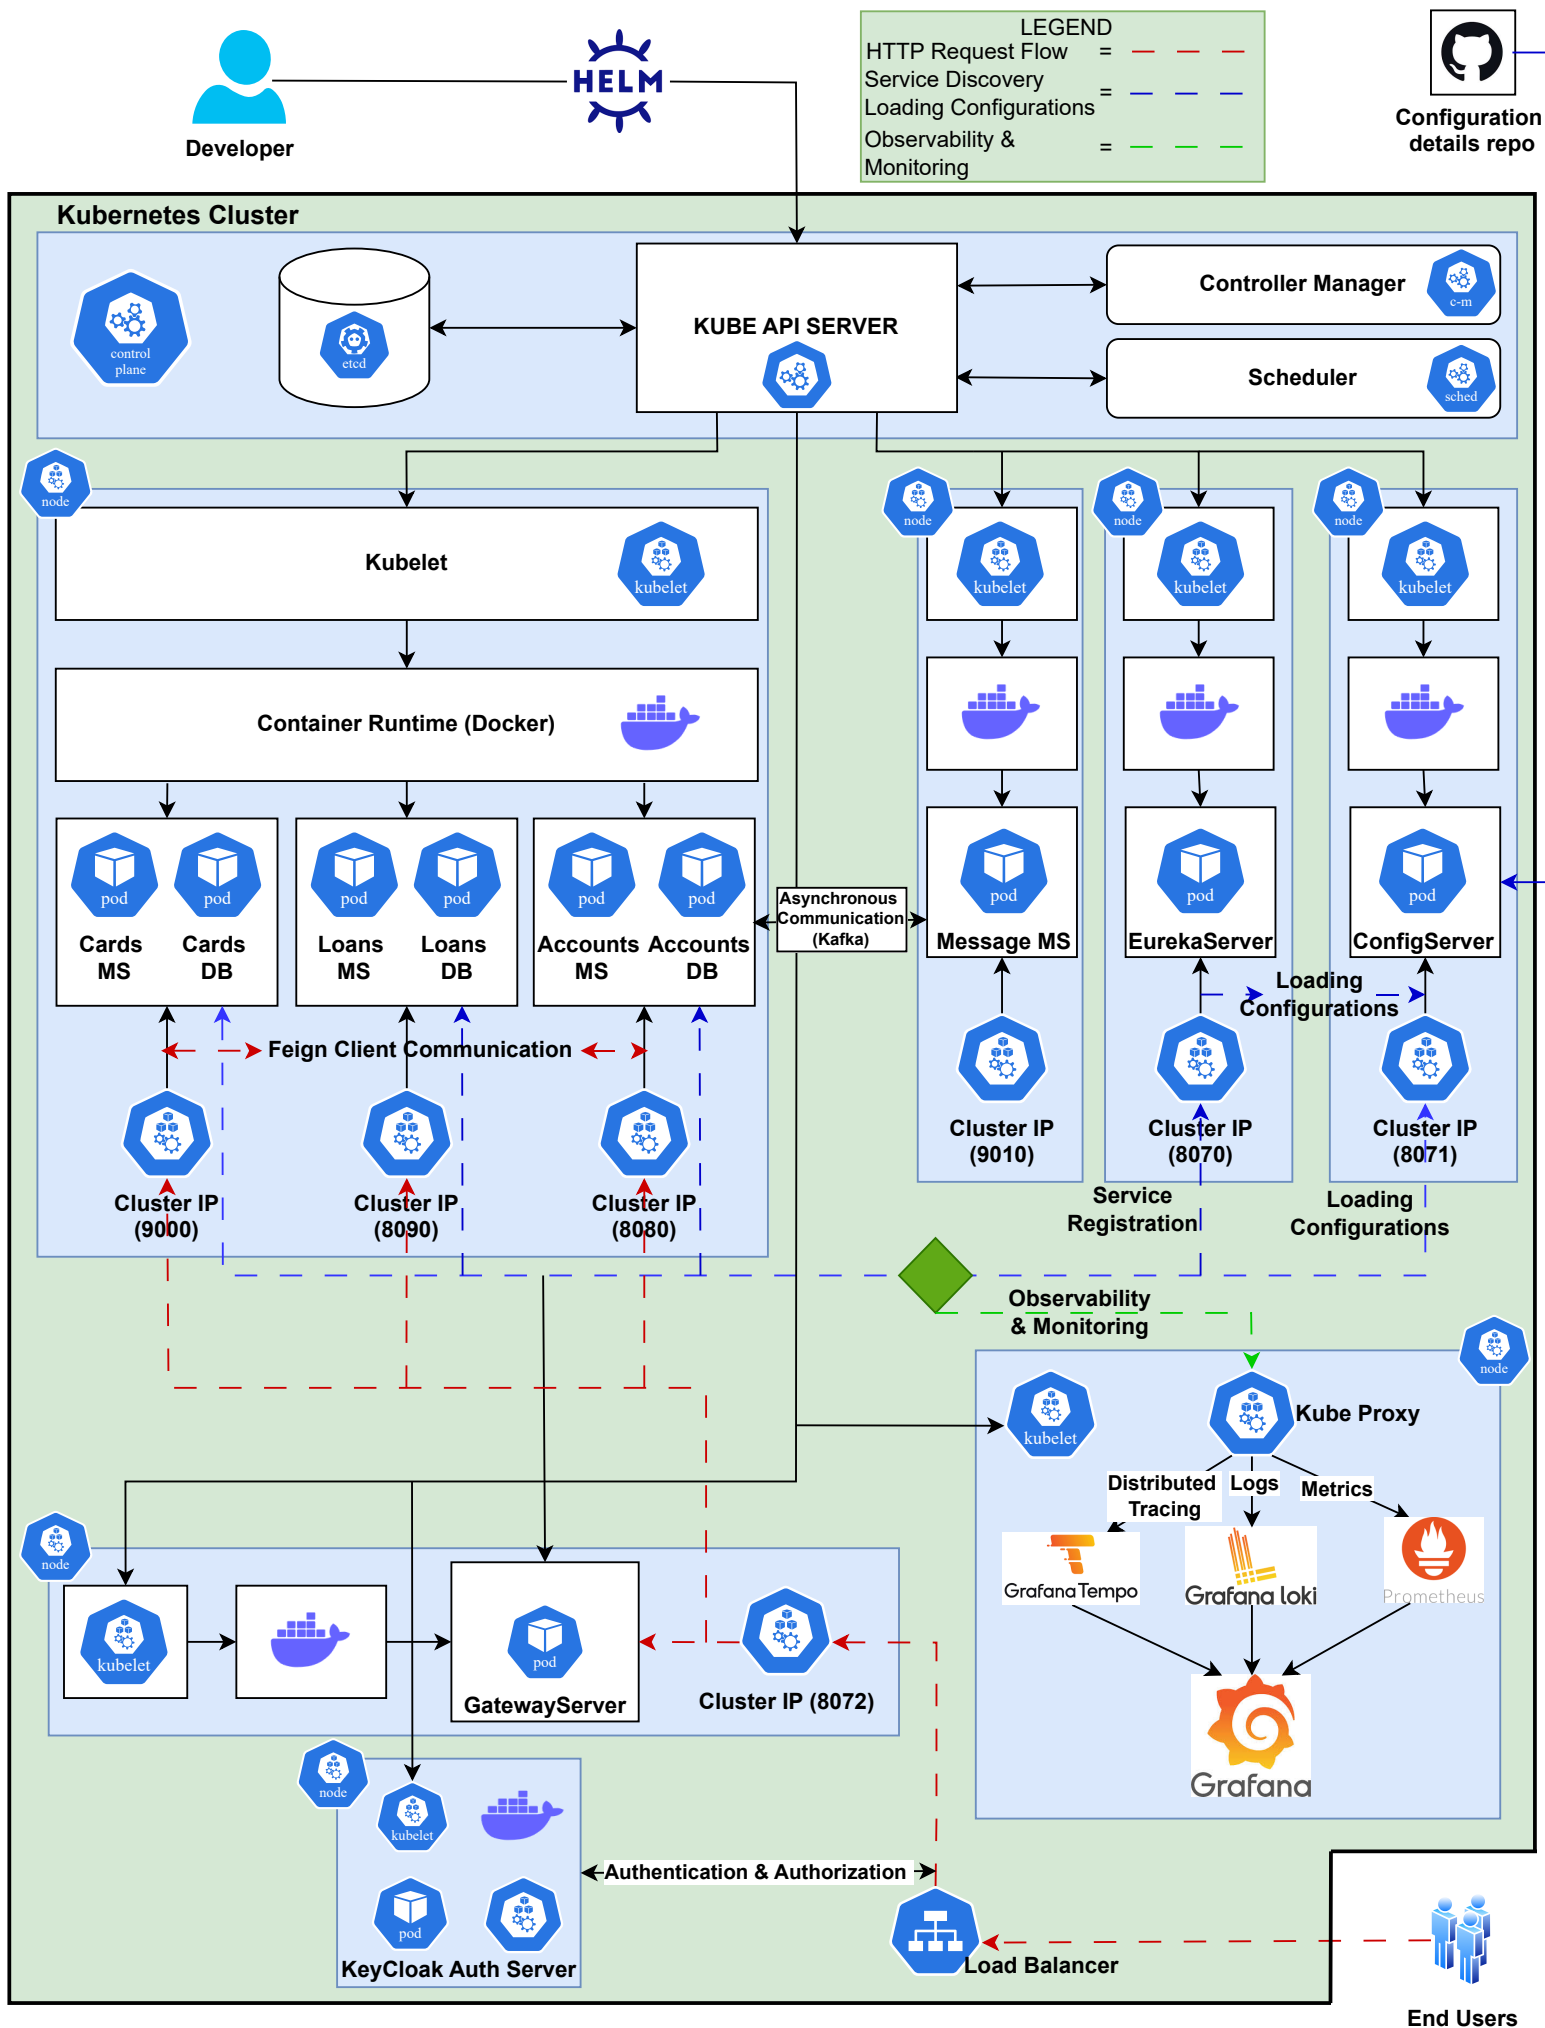 LEGEND
HTTP Request Flow =
Service Discovery
Loading Configurations =
Observability & =
Monitoring
HELM
Developer
Configuration
details repo
Kubernetes Cluster
control
plane
etcd
KUBE API SERVER
Controller Manager
c-m
Scheduler
sched
node
node
node
node
Kubelet
kubelet
kubelet
kubelet
kubelet
Container Runtime (Docker)
pod
pod
pod
pod
pod
pod
pod
pod
pod
Cards
MS
Cards
DB
Loans
MS
Loans
DB
Accounts
MS
Accounts
DB
Asynchronous
Communication
(Kafka)
Message MS
EurekaServer
ConfigServer
Loading
Configurations
Feign Client Communication
Cluster IP
(9000)
Cluster IP
(8090)
Cluster IP
(8080)
Cluster IP
(9010)
Cluster IP
(8070)
Cluster IP
(8071)
Service
Registration
Loading
Configurations
Observability
& Monitoring
node
kubelet
Kube Proxy
Distributed
Tracing
Logs
Metrics
Grafana Tempo
Grafana loki
Prometheus
Grafana
node
kubelet
pod
GatewayServer
Cluster IP (8072)
node
kubelet
pod
KeyCloak Auth Server
Authentication & Authorization
Load Balancer
End Users